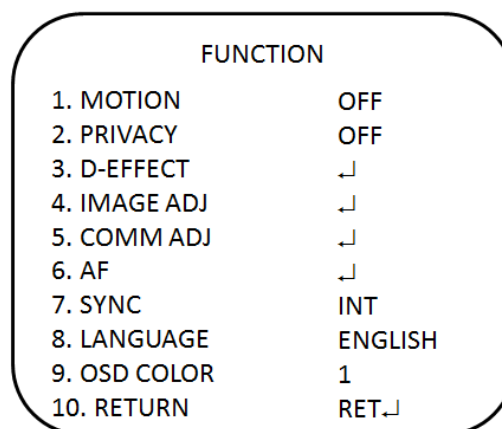 FUNCTION
1. MOTION OFF
2. PRIVACY OFF
3. D-EFFECT ↵
4. IMAGE ADJ ↵
5. COMM ADJ ↵
6. AF ↵
7. SYNC INT
8. LANGUAGE ENGLISH
9. OSD COLOR 1
10. RETURN RET↵